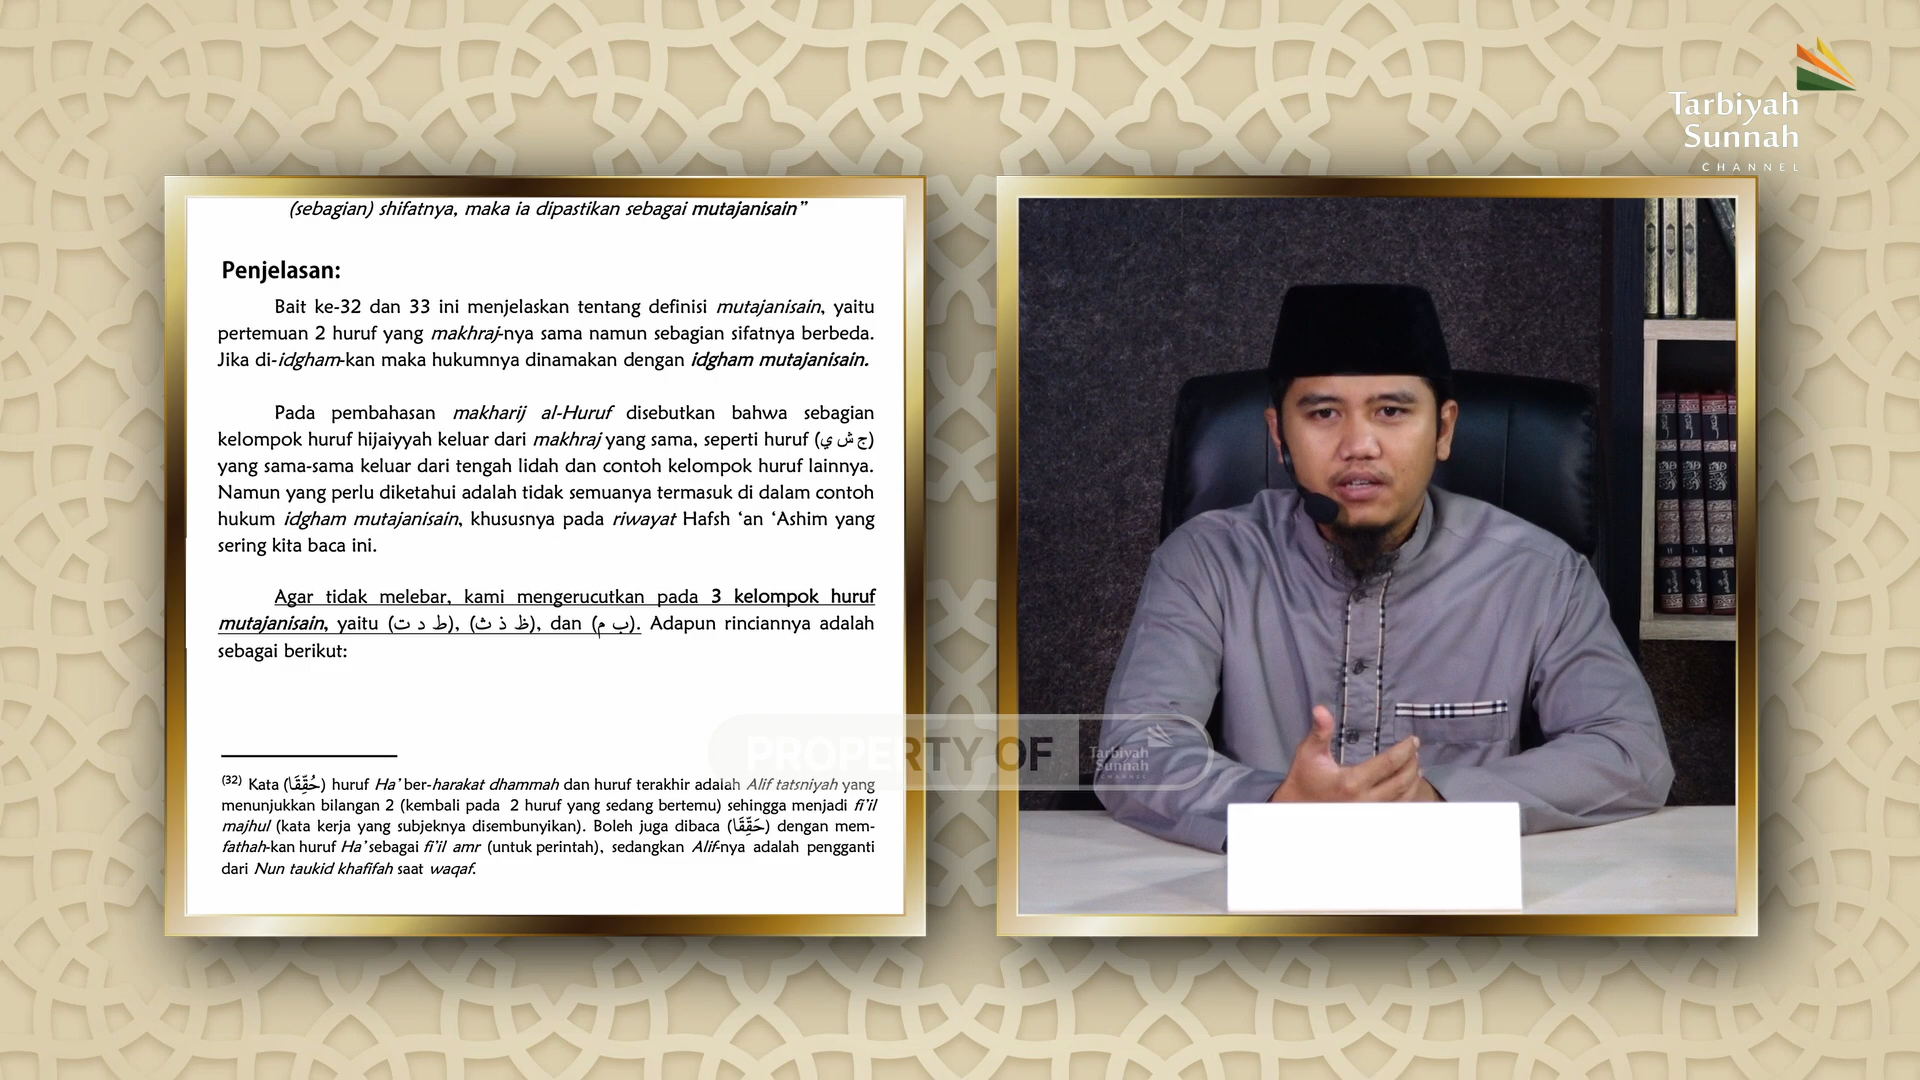 (sebagian) shifatnya, maka ia dipastikan sebagai mutajanisain”
Penjelasan:
Bait ke-32 dan 33 ini menjelaskan tentang definisi mutajanisain, yaitu
pertemuan 2 huruf yang makhraj-nya sama namun sebagian sifatnya berbeda.
Jika di-idgham-kan maka hukumnya dinamakan dengan idgham mutajanisain.
Pada pembahasan makharij al-Huruf disebutkan bahwa sebagian
kelompok huruf hijaiyyah keluar dari makhraj yang sama, seperti huruf (ج ش ي)
yang sama-sama keluar dari tengah lidah dan contoh kelompok huruf lainnya.
Namun yang perlu diketahui adalah tidak semuanya termasuk di dalam contoh
hukum idgham mutajanisain, khususnya pada riwayat Hafsh ‘an ‘Ashim yang
sering kita baca ini.
Agar tidak melebar, kami mengerucutkan pada 3 kelompok huruf
mutajanisain, yaitu (ط د ت), (ظ ذ ث), dan (ب م). Adapun rinciannya adalah
sebagai berikut:
(32) Kata (حُقِّقَا) huruf Ha’ ber-harakat dhammah dan huruf terakhir adalah Alif tatsniyah yang
menunjukkan bilangan 2 (kembali pada 2 huruf yang sedang bertemu) sehingga menjadi fi’il
majhul (kata kerja yang subjeknya disembunyikan). Boleh juga dibaca (حَقِّقَا) dengan mem-
fathah-kan huruf Ha’ sebagai fi’il amr (untuk perintah), sedangkan Alif-nya adalah pengganti
dari Nun taukid khafifah saat waqaf.
PROPERTY OF
Tarbiyah
Sunnah
CHANNEL
Tarbiyah
Sunnah
CHANNEL